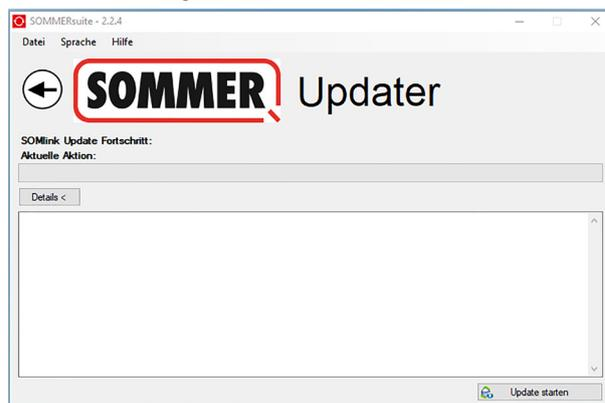 SOMMERsuite - 2.2.4
Datei Sprache Hilfe
SOMMER Updater
SOMlink Update Fortschritt:
Aktuelle Aktion:
Details <
Update starten